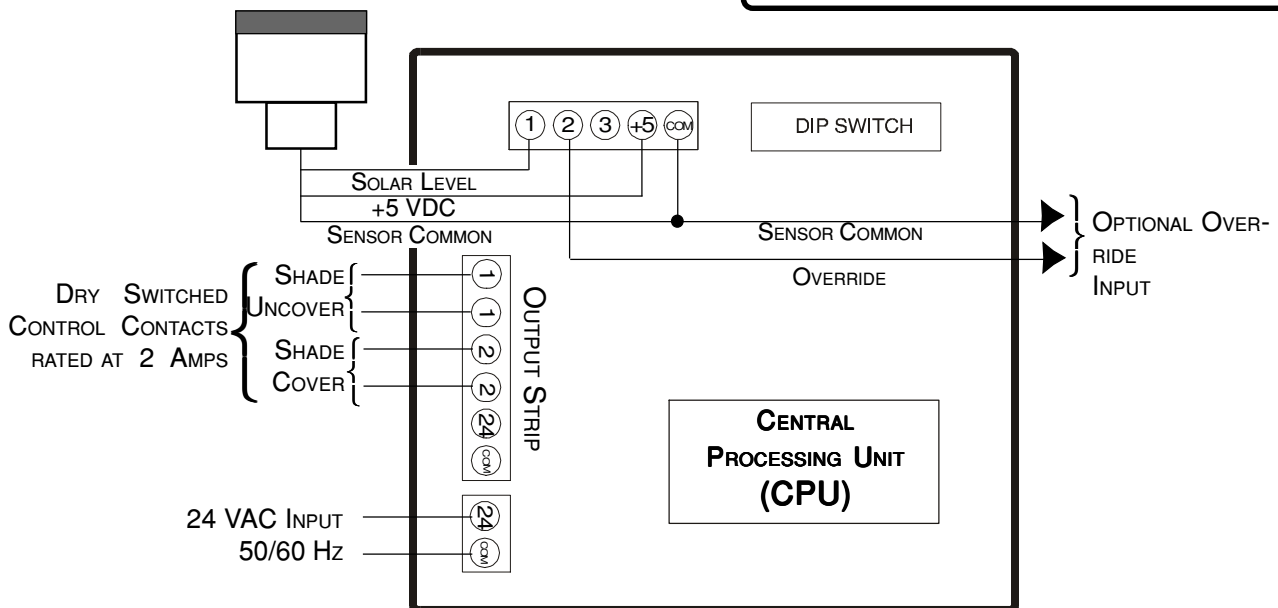 1 2 3 +5 COM
DIP SWITCH
SOLAR LEVEL
+5 VDC
SENSOR COMMON
SENSOR COMMON
OVERRIDE
OPTIONAL OVER-
RIDE
INPUT
DRY SWITCHED
CONTROL CONTACTS
RATED AT 2 AMPS
SHADE
UNCOVER
SHADE
COVER
1
1
2
2
24
COM
OUTPUT STRIP
CENTRAL
PROCESSING UNIT
(CPU)
24 VAC INPUT
50/60 HZ
24
COM